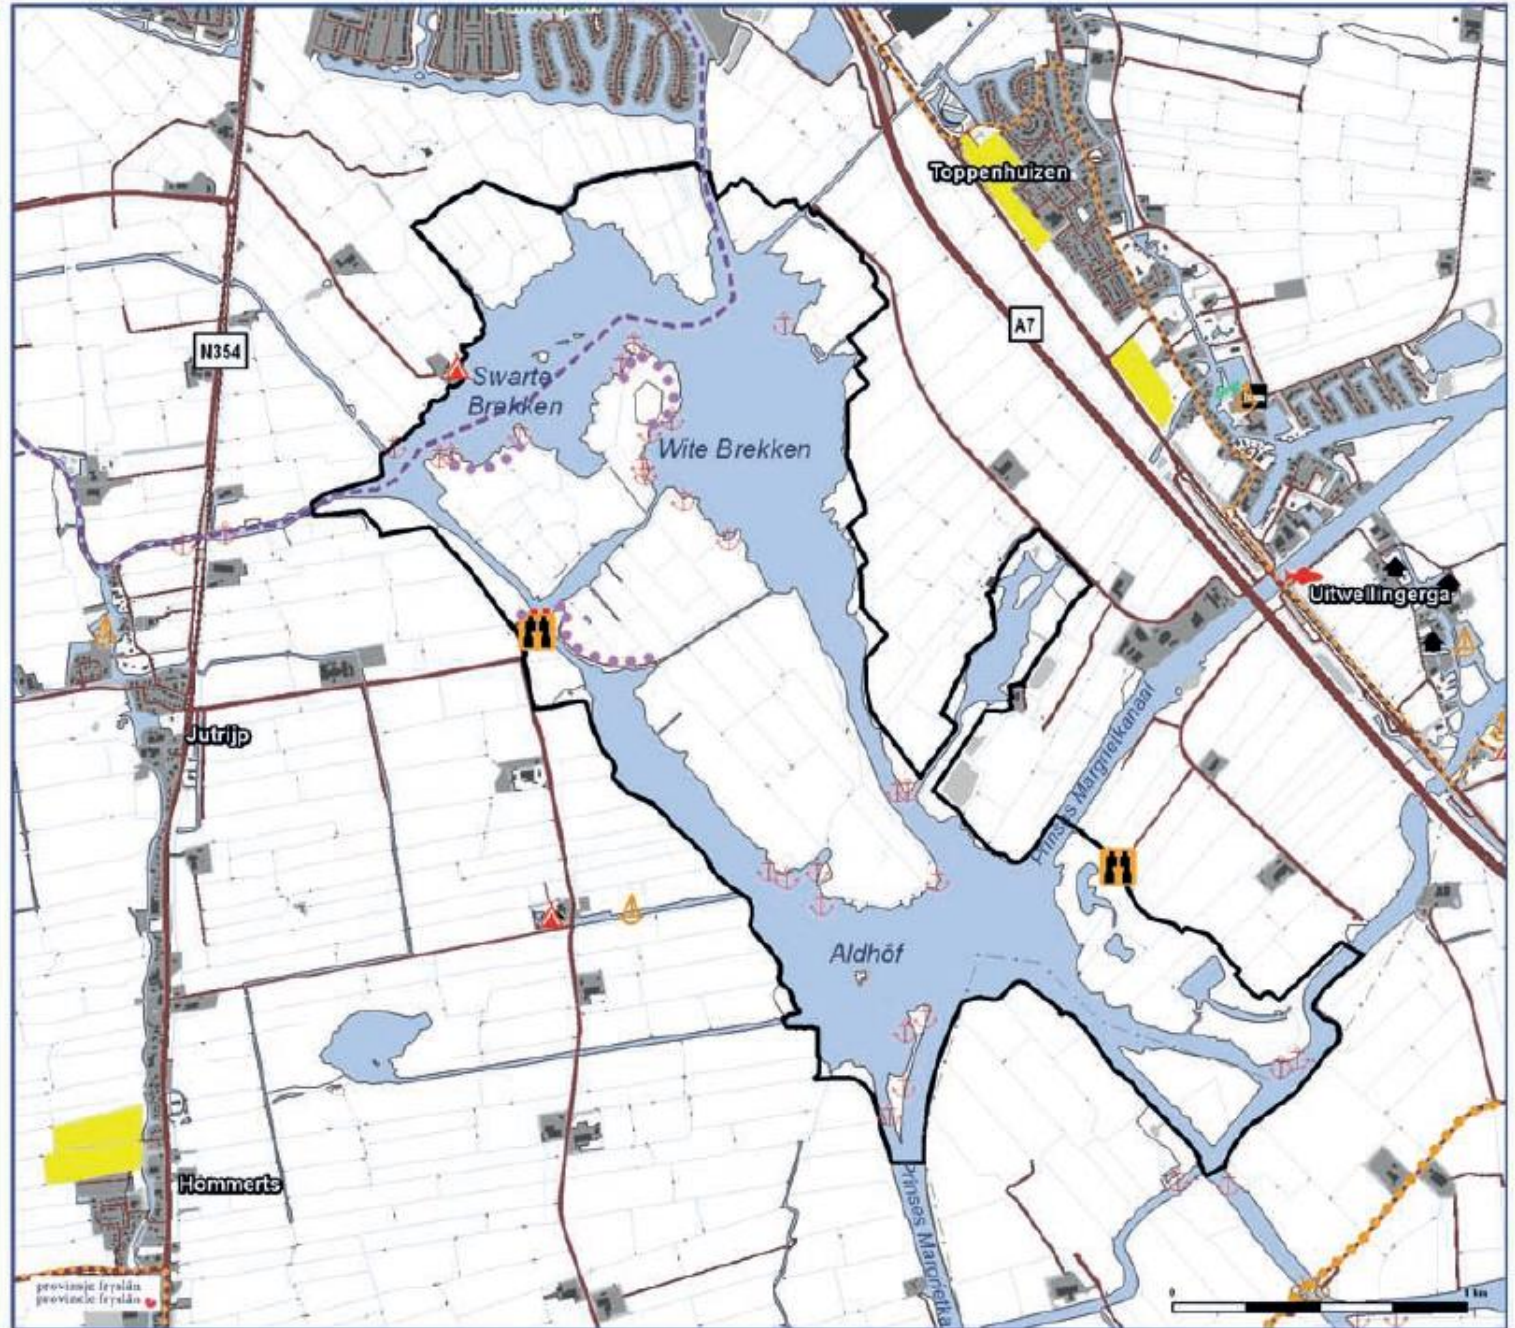 Toppenhuizen
A7
N354
Swarte
Brekken
Wite Brekken
Uitwellingerga
Prinses Margrietkanaal
Jutrijp
Aldhôf
Hommerts
Prinses Margrietka
provinsje fryslân
provincie fryslân
0
1 km